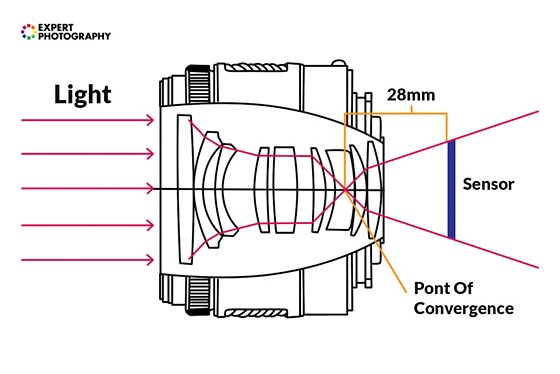 EXPERT
PHOTOGRAPHY
Light
28mm
Sensor
Pont Of
Convergence